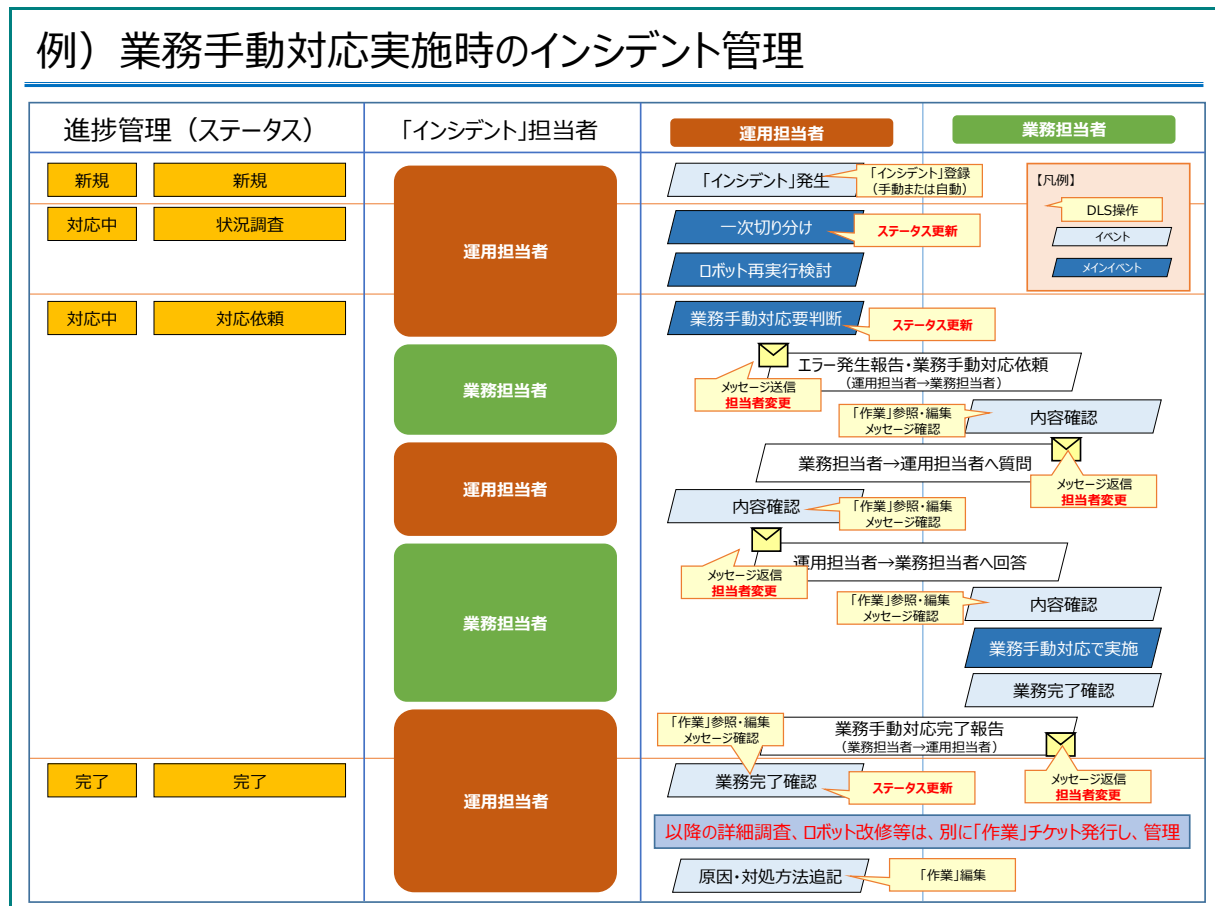 例）業務手動対応実施時のインシデント管理
進捗管理（ステータス）
「インシデント」担当者
運用担当者
業務担当者
新規
新規
「インシデント」発生
「インシデント」登録
（手動または自動）
【凡例】
DLS操作
イベント
メインイベント
対応中
状況調査
運用担当者
一次切り分け
ステータス更新
ロボット再実行検討
対応中
対応依頼
業務手動対応要判断
ステータス更新
業務担当者
エラー発生報告・業務手動対応依頼
（運用担当者→業務担当者）
メッセージ送信
担当者変更
「作業」参照・編集
メッセージ確認
内容確認
運用担当者
業務担当者→運用担当者へ質問
メッセージ返信
担当者変更
内容確認
「作業」参照・編集
メッセージ確認
業務担当者
運用担当者→業務担当者へ回答
メッセージ返信
担当者変更
「作業」参照・編集
メッセージ確認
内容確認
業務手動対応で実施
業務完了確認
運用担当者
「作業」参照・編集
メッセージ確認
業務手動対応完了報告
（業務担当者→運用担当者）
メッセージ返信
担当者変更
完了
完了
業務完了確認
ステータス更新
以降の詳細調査、ロボット改修等は、別に「作業」チケット発行し、管理
原因・対処方法追記
「作業」編集